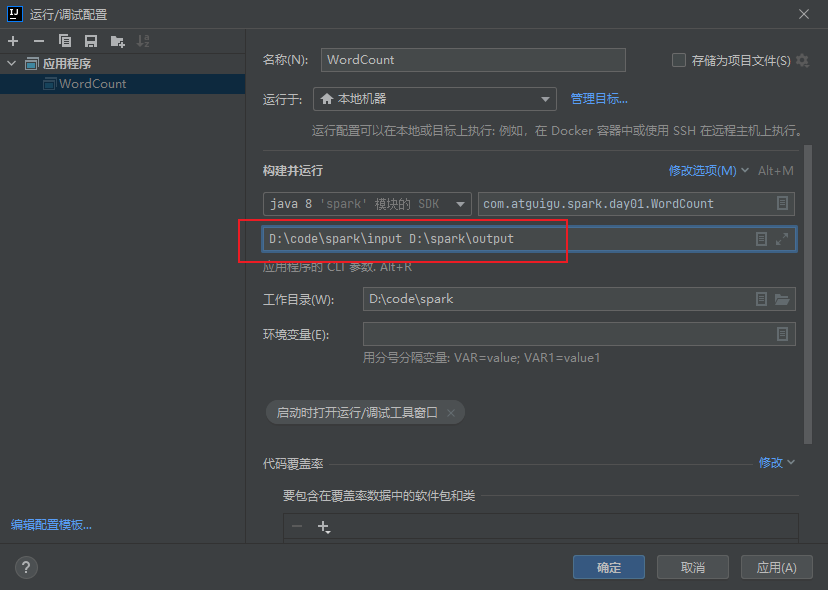 运行/调试配置
应用程序
WordCount
名称(N): WordCount 存储为项目文件(S)
运行于: 本地机器 管理目标...
运行配置可以在本地或目标上执行: 例如，在 Docker 容器中或使用 SSH 在远程主机上执行。
构建并运行 修改选项(M) Alt+M
java 8 'spark' 模块的 SDK com.atguigu.spark.day01.WordCount
D:\code\spark\input D:\spark\output
应用程序的 CLI 参数. Alt+R
工作目录(W): D:\code\spark
环境变量(E):
用分号分隔变量: VAR=value; VAR1=value1
启动时打开运行/调试工具窗口
代码覆盖率 修改
要包含在覆盖率数据中的软件包和类
编辑配置模板...
? 确定 取消 应用(A)